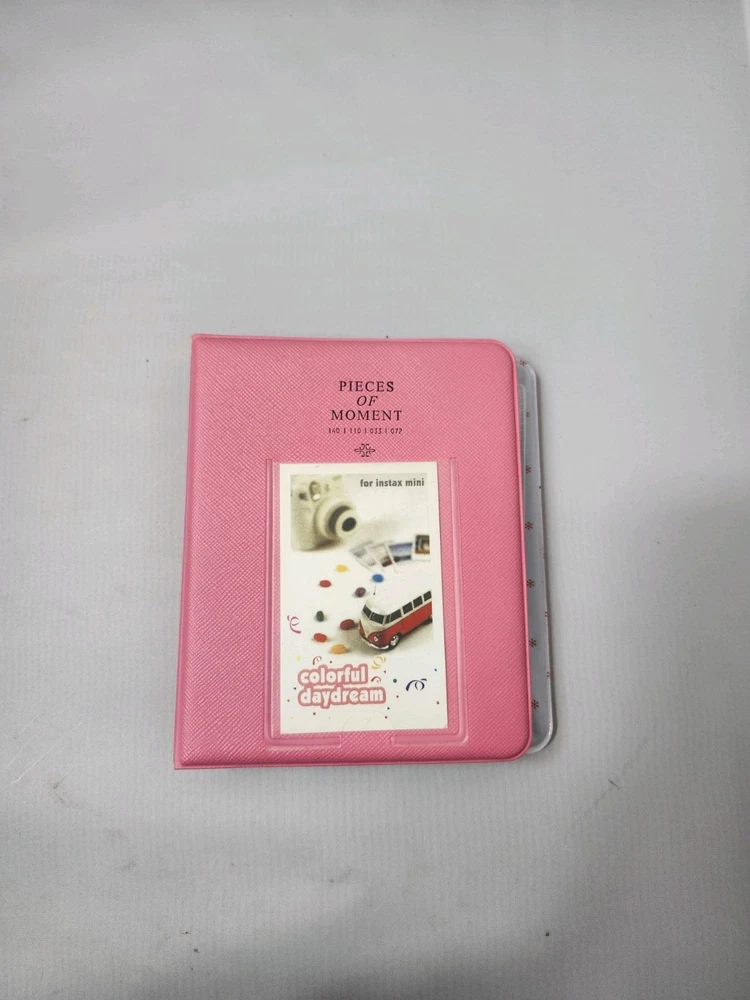 PIECES
OF
MOMENT
140 I 110 I 033 I 072
for instax mini
colorful
daydream